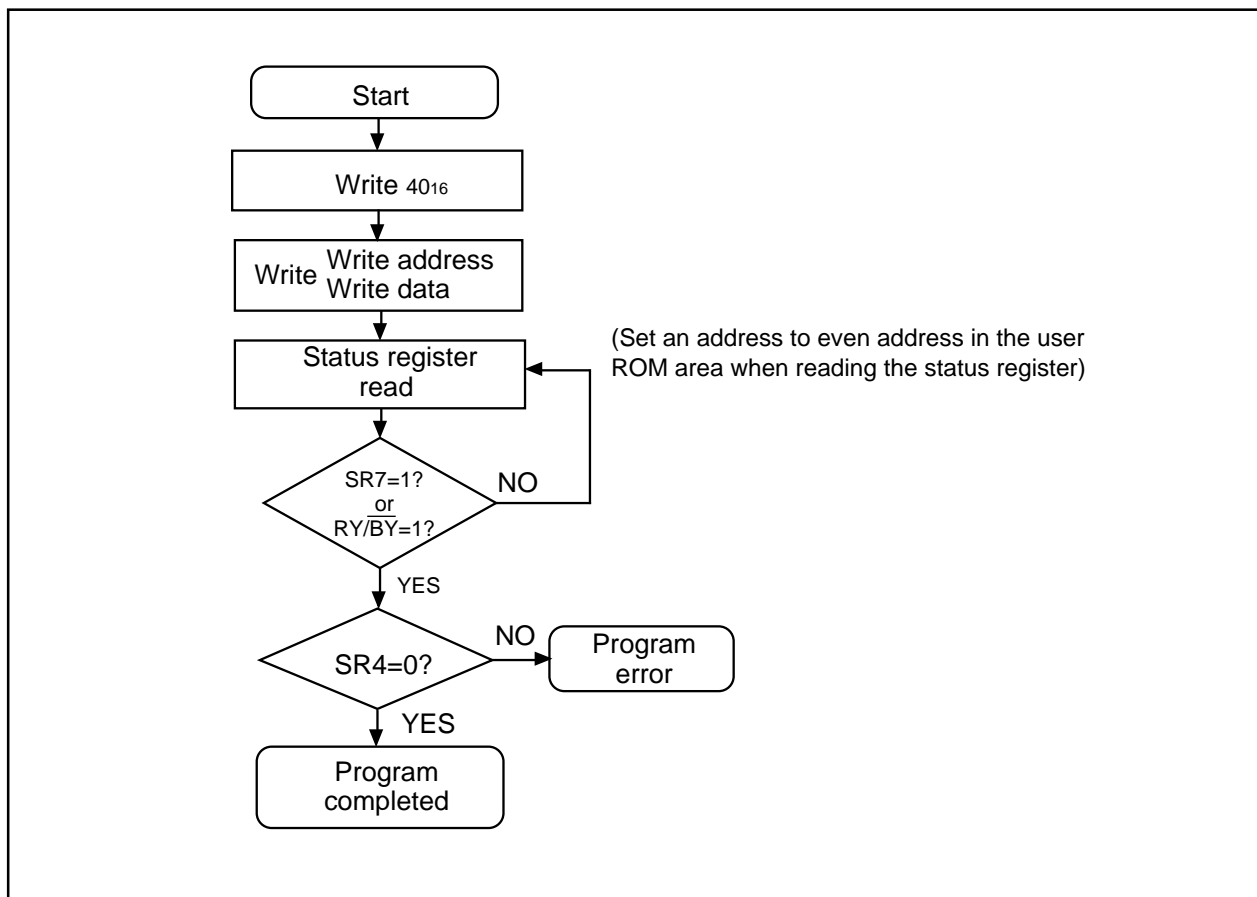 Start
Write 4016
Write Write address
Write data
Status register
read
(Set an address to even address in the user
ROM area when reading the status register)
SR7=1?
or
RY/B̅Y̅=1?
NO
YES
SR4=0?
NO
Program
error
YES
Program
completed